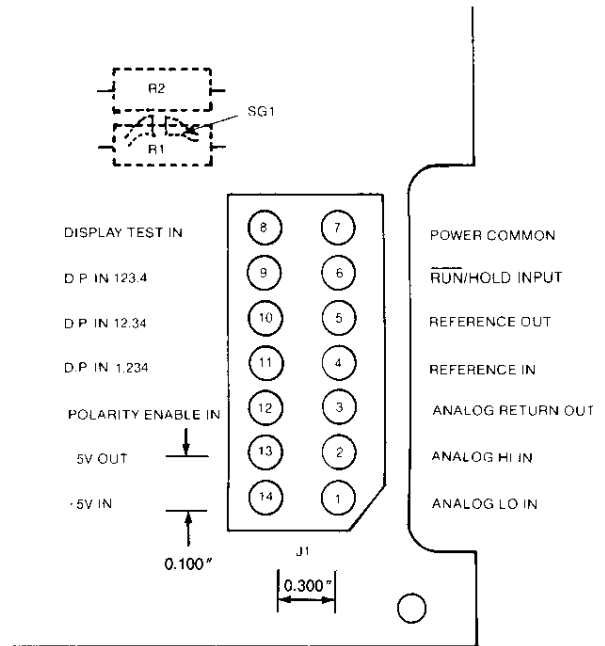 R2
SG1
R1
DISPLAY TEST IN 8 7 POWER COMMON
D P IN 123.4 9 6 RUN/HOLD INPUT
D P IN 12.34 10 5 REFERENCE OUT
D.P IN 1.234 11 4 REFERENCE IN
POLARITY ENABLE IN 12 3 ANALOG RETURN OUT
5V OUT 13 2 ANALOG HI IN
·5V IN 14 1 ANALOG LO IN
J1
0.100"
0.300"